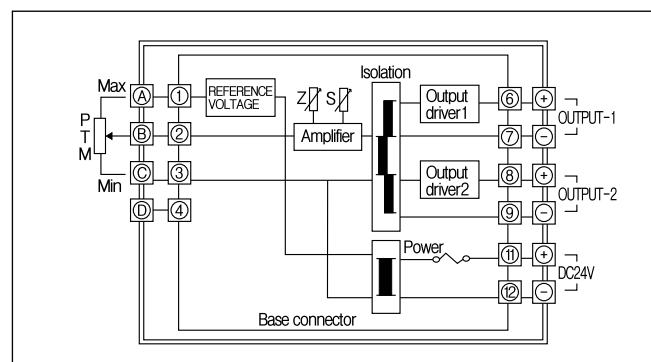 Isolation
Max
A
1
REFERENCE
VOLTAGE
Z
S
Output
driver1
6
+
OUTPUT-1
P
T
M
B
2
Amplifier
7
−
Min
C
3
Output
driver2
8
+
OUTPUT-2
D
4
9
−
Power
11
+
DC24V
12
−
Base connector